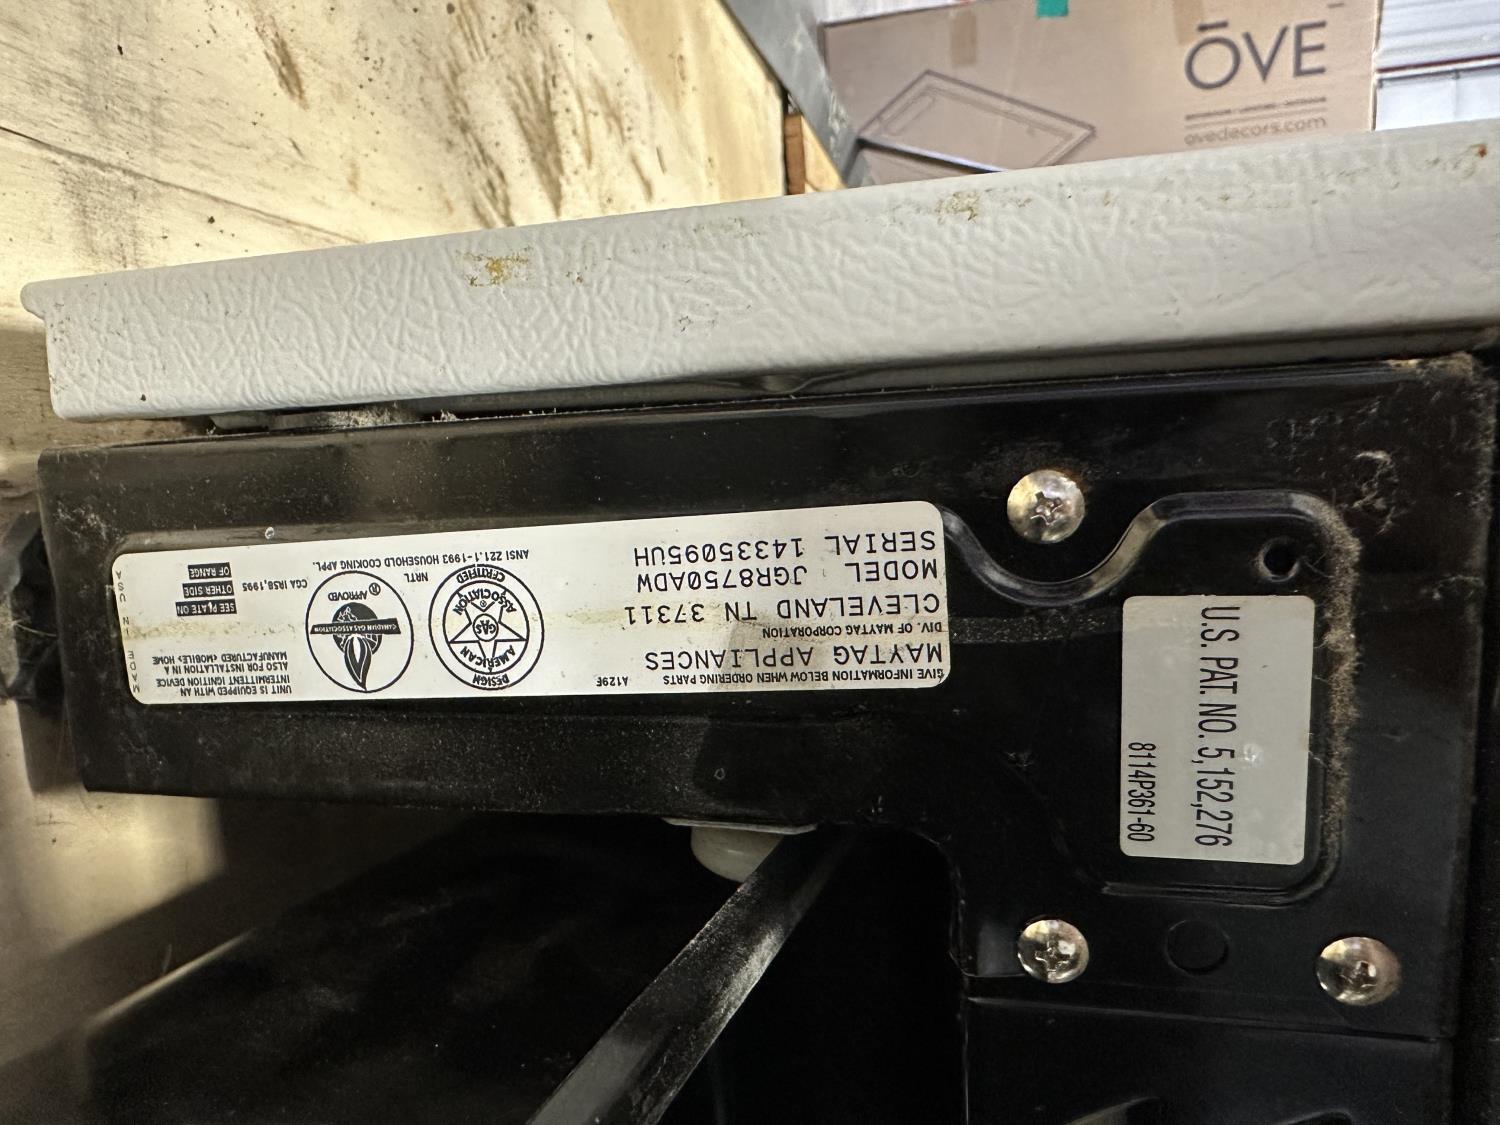 ŌVE
ovedecors.com
GIVE INFORMATION BELOW WHEN ORDERING PARTS
A129F
MAYTAG APPLIANCES
DIV. OF MAYTAG CORPORATION
CLEVELAND TN 37311
MODEL JGR8750ADW
SERIAL 14335095UH
DESIGN
AMERICAN
GAS
ASSOCIATION
CERTIFIED
NRTL
ANSI Z21.1-1993 HOUSEHOLD COOKING APPL.
CANADIAN GAS ASSOCIATION
APPROVED
CGA IR58,1995
UNIT IS EQUIPPED WITH AN
INTERMITTENT IGNITION DEVICE
ALSO FOR INSTALLATION IN A
MANUFACTURED <MOBILE> HOME
SEE PLATE ON
OTHER SIDE
OF RANGE
MADE IN USA
U.S. PAT. NO. 5,152,276
8114P361-60